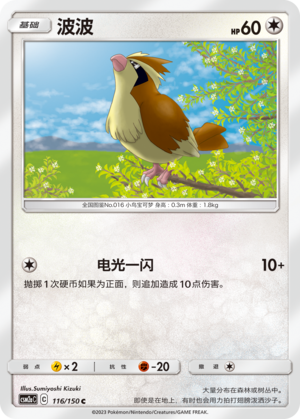 基础 波波 HP60
全国图鉴No.016 小鸟宝可梦 身高：0.3m 体重：1.8kg
电光一闪 10+
抛掷1次硬币如果为正面，则追加造成10点伤害。
弱点 ×2 抗性 -20 撤退
Illus.Sumiyoshi Kizuki
CSM2a C C 116/150 C
大量分布在森林或树丛中。
即使是在地上，有时也会用力拍打翅膀泼洒沙子。
©2023 Pokémon/Nintendo/Creatures/GAME FREAK.